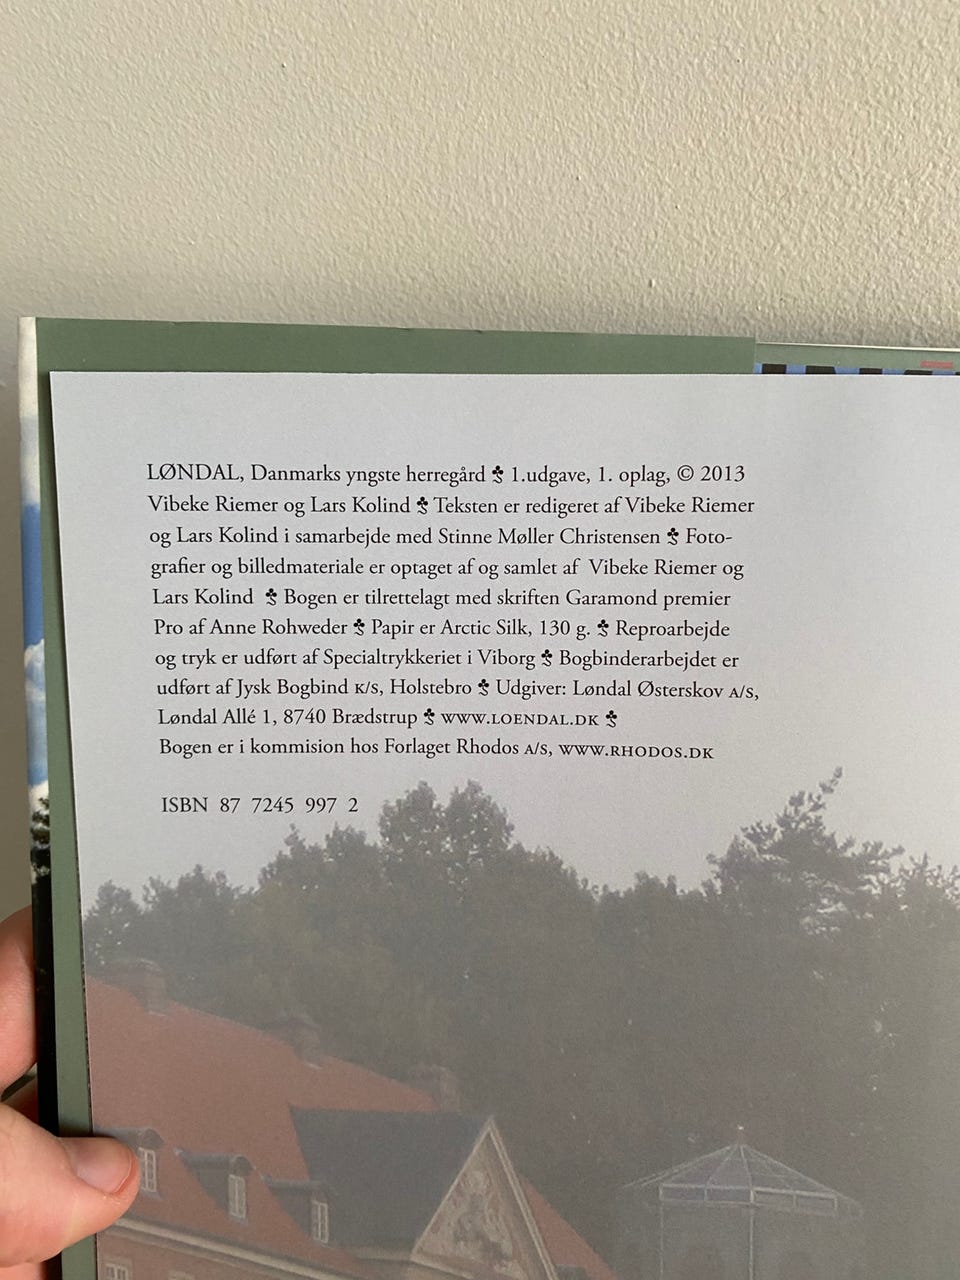 LØNDAL, Danmarks yngste herregård ❧ 1.udgave, 1. oplag, © 2013
Vibeke Riemer og Lars Kolind ❧ Teksten er redigeret af Vibeke Riemer
og Lars Kolind i samarbejde med Stinne Møller Christensen ❧ Foto-
grafier og billedmateriale er optaget af og samlet af Vibeke Riemer og
Lars Kolind ❧ Bogen er tilrettelagt med skriften Garamond premier
Pro af Anne Rohweder ❧ Papir er Arctic Silk, 130 g. ❧ Reproarbejde
og tryk er udført af Specialtrykkeriet i Viborg ❧ Bogbinderarbejdet er
udført af Jysk Bogbind K/S, Holstebro ❧ Udgiver: Løndal Østerskov A/S,
Løndal Allé 1, 8740 Brædstrup ❧ WWW.LOENDAL.DK ❧
Bogen er i kommision hos Forlaget Rhodos A/S, WWW.RHODOS.DK
ISBN 87 7245 997 2